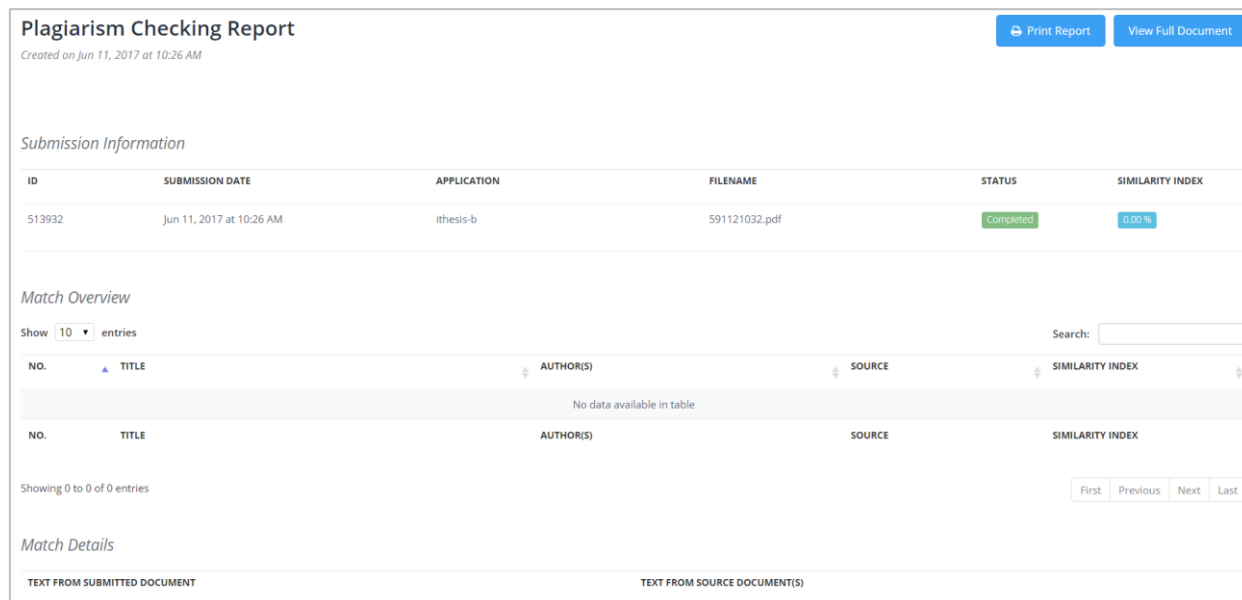 Plagiarism Checking Report
Print Report
View Full Document
Created on Jun 11, 2017 at 10:26 AM
Submission Information
ID SUBMISSION DATE APPLICATION FILENAME STATUS SIMILARITY INDEX
513932 Jun 11, 2017 at 10:26 AM ithesis-b 591121032.pdf Completed 0.00 %
Match Overview
Show 10 entries Search:
NO. TITLE AUTHOR(S) SOURCE SIMILARITY INDEX
No data available in table
NO. TITLE AUTHOR(S) SOURCE SIMILARITY INDEX
Showing 0 to 0 of 0 entries First Previous Next Last
Match Details
TEXT FROM SUBMITTED DOCUMENT TEXT FROM SOURCE DOCUMENT(S)